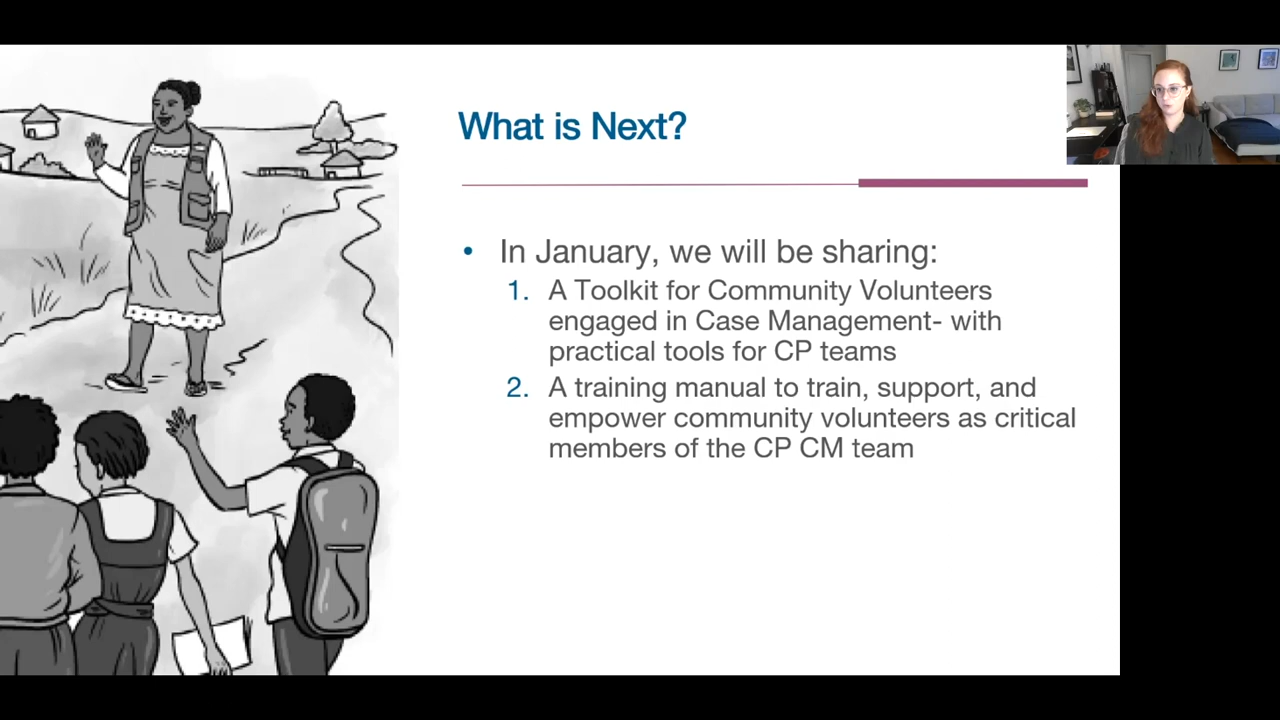 What is Next?
• In January, we will be sharing:
1. A Toolkit for Community Volunteers
engaged in Case Management- with
practical tools for CP teams
2. A training manual to train, support, and
empower community volunteers as critical
members of the CP CM team